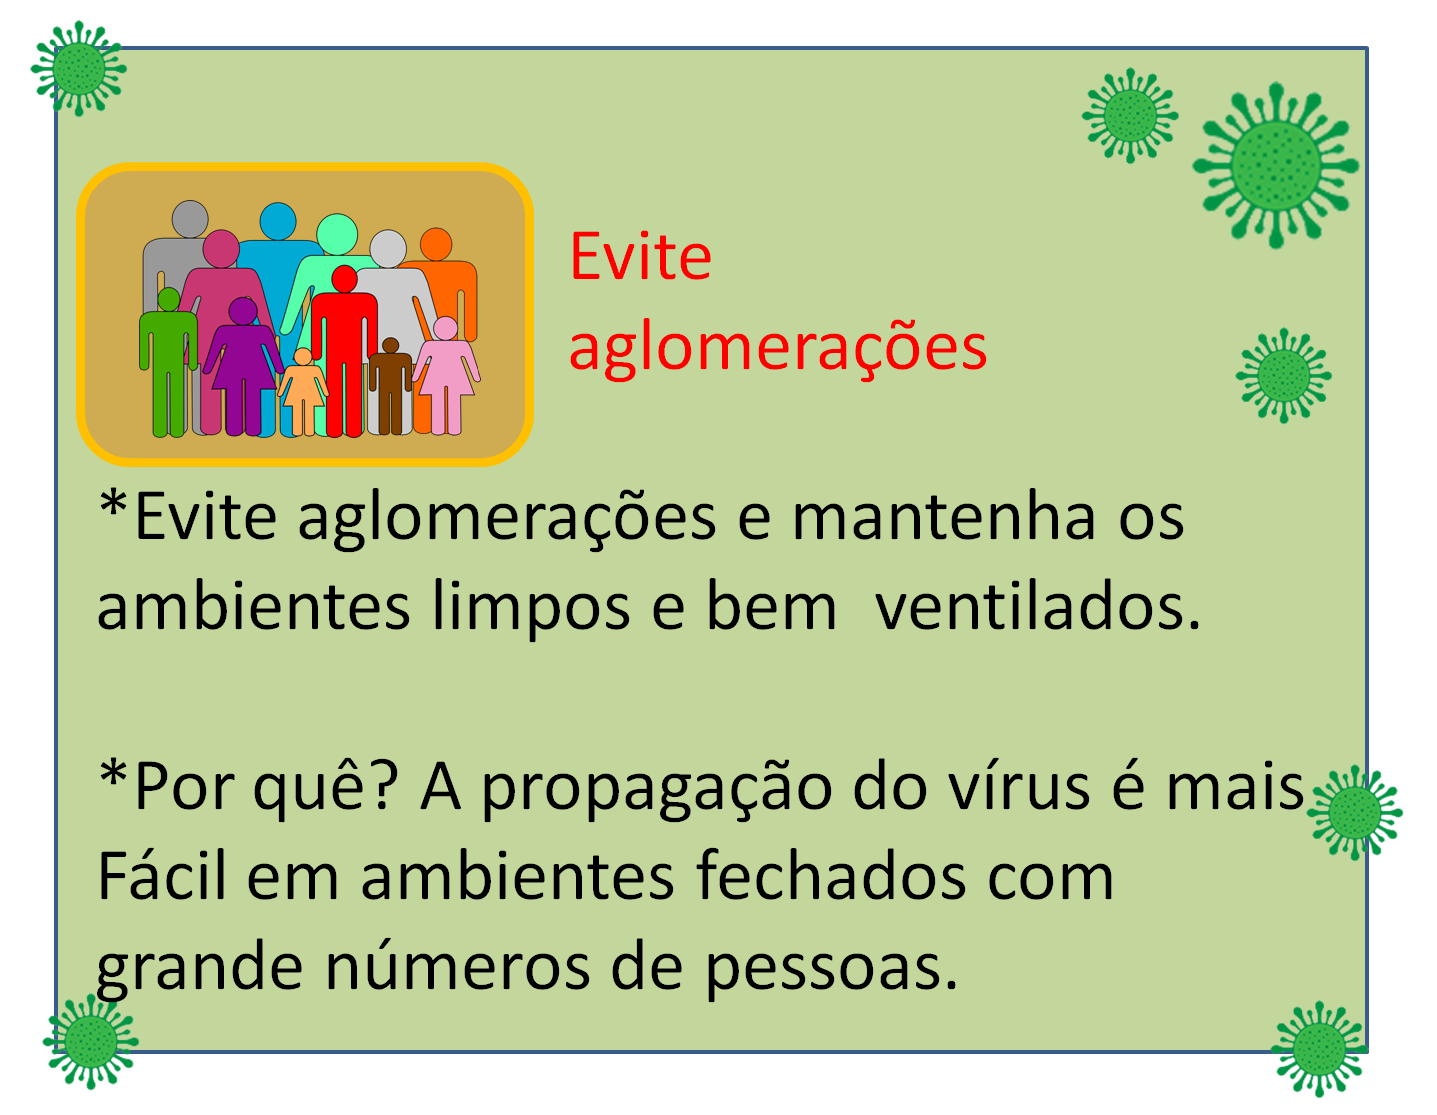 Evite
aglomerações
*Evite aglomerações e mantenha os
ambientes limpos e bem  ventilados.
*Por quê? A propagação do vírus é mais
Fácil em ambientes fechados com
grande números de pessoas.